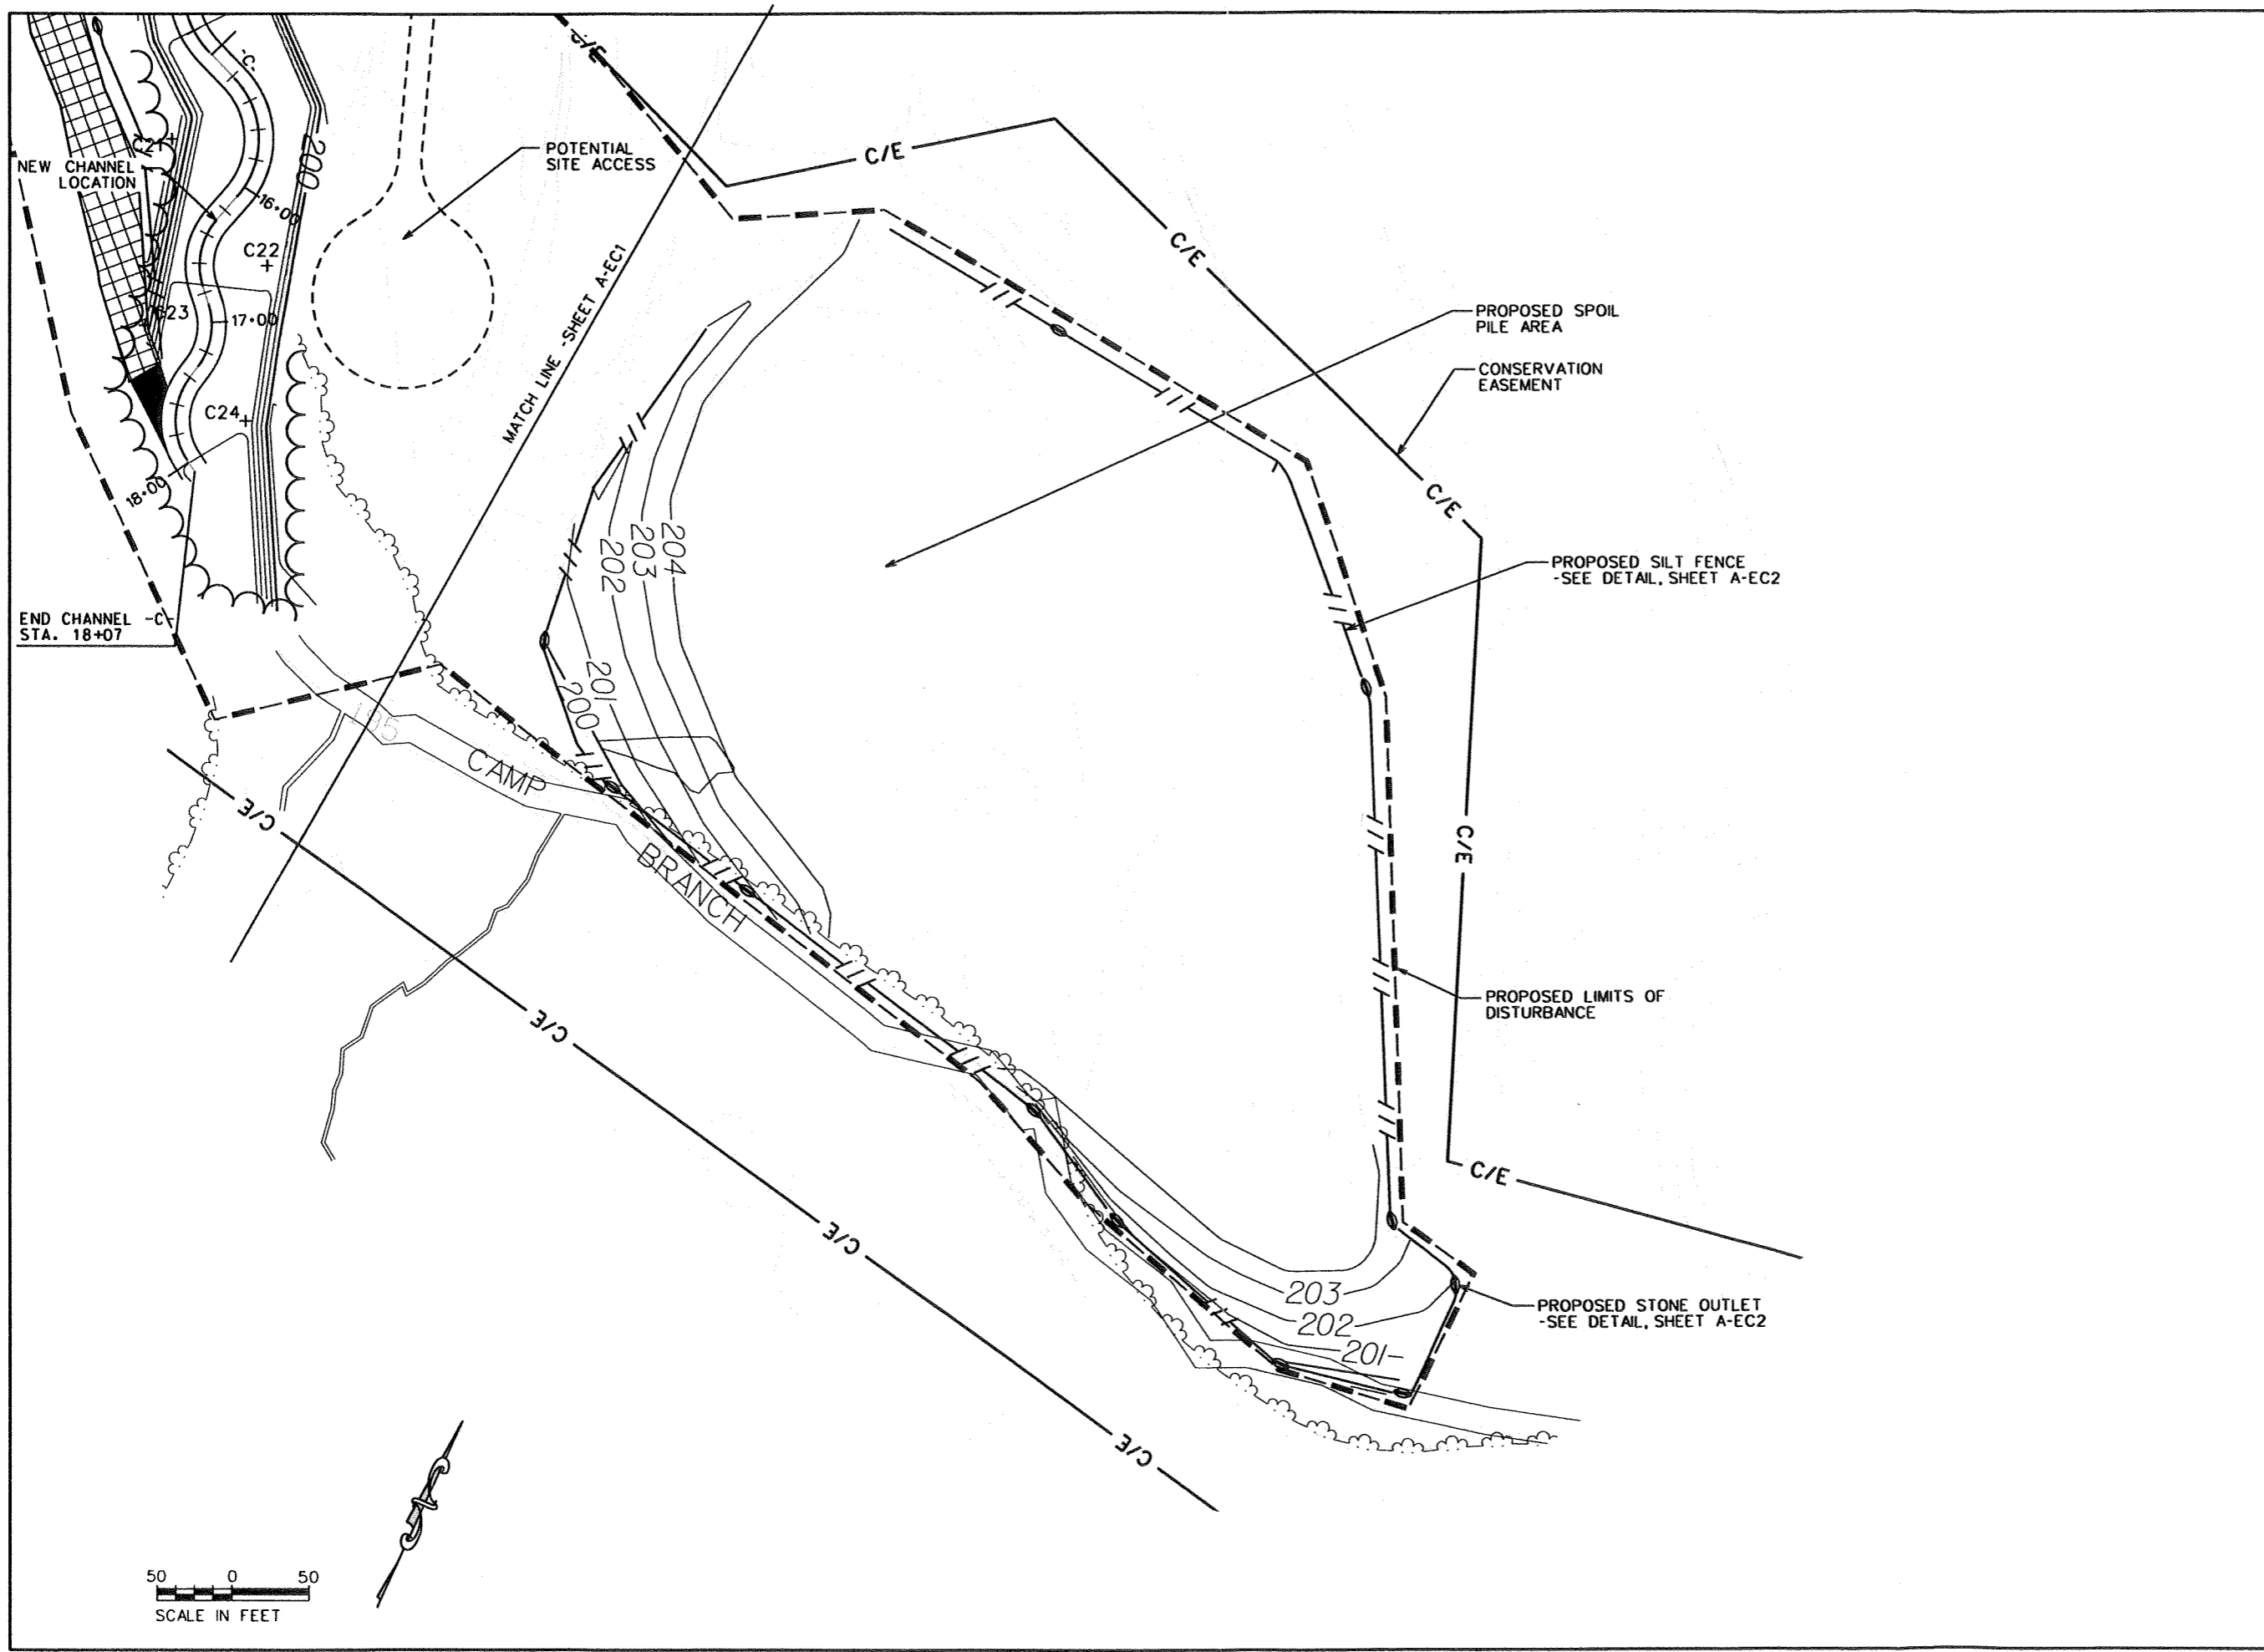 C/E
-C-
C21
NEW CHANNEL
LOCATION
200
POTENTIAL
SITE ACCESS
C/E
16+00
C22
C/E
MATCH LINE -SHEET A-EC1
C23
17+00
PROPOSED SPOIL
PILE AREA
CONSERVATION
EASEMENT
C24
18+00
C/E
204
203
202
PROPOSED SILT FENCE
-SEE DETAIL, SHEET A-EC2
END CHANNEL -C-
STA. 18+07
201
200
195
CAMP
BRANCH
C/E
C/E
C/E
PROPOSED LIMITS OF
DISTURBANCE
C/E
C/E
203
202
201
PROPOSED STONE OUTLET
-SEE DETAIL, SHEET A-EC2
C/E
50 0 50
SCALE IN FEET